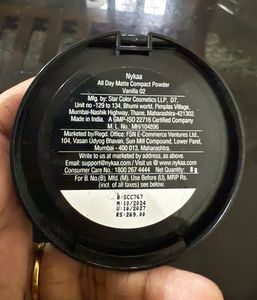 Nykaa
All Day Matte Compact Powder
Vanilla 02
Mfg. by: Star Color Cosmetics LLP, D7,
Unit no -129 to 134, Bhumi world, Pimplas Village,
Mumbai-Nashik Highway, Thane, Maharashtra-421302.
Made in India. A GMP-ISO 22716 Certified Company
M. L. No. MH/104896
Marketed by/Regd. Office: FSN E-Commerce Ventures Ltd.,
104, Vasan Udyog Bhavan, Sun Mill Compound, Lower Parel,
Mumbai - 400 013, Maharashtra.
Write to us at marketed by address, or email us at
Email: support@nykaa.com / Visit us @ www.nykaa.com
Consumer Care No.: 1800 267 4444 Net Quantity: 8 g
For B. No.(B), Mfd. (M), Use Before (U), MRP Rs.
(incl. of all taxes) see below.
B:SCC767
M:10/2024
U:10/2027
RS:269.00